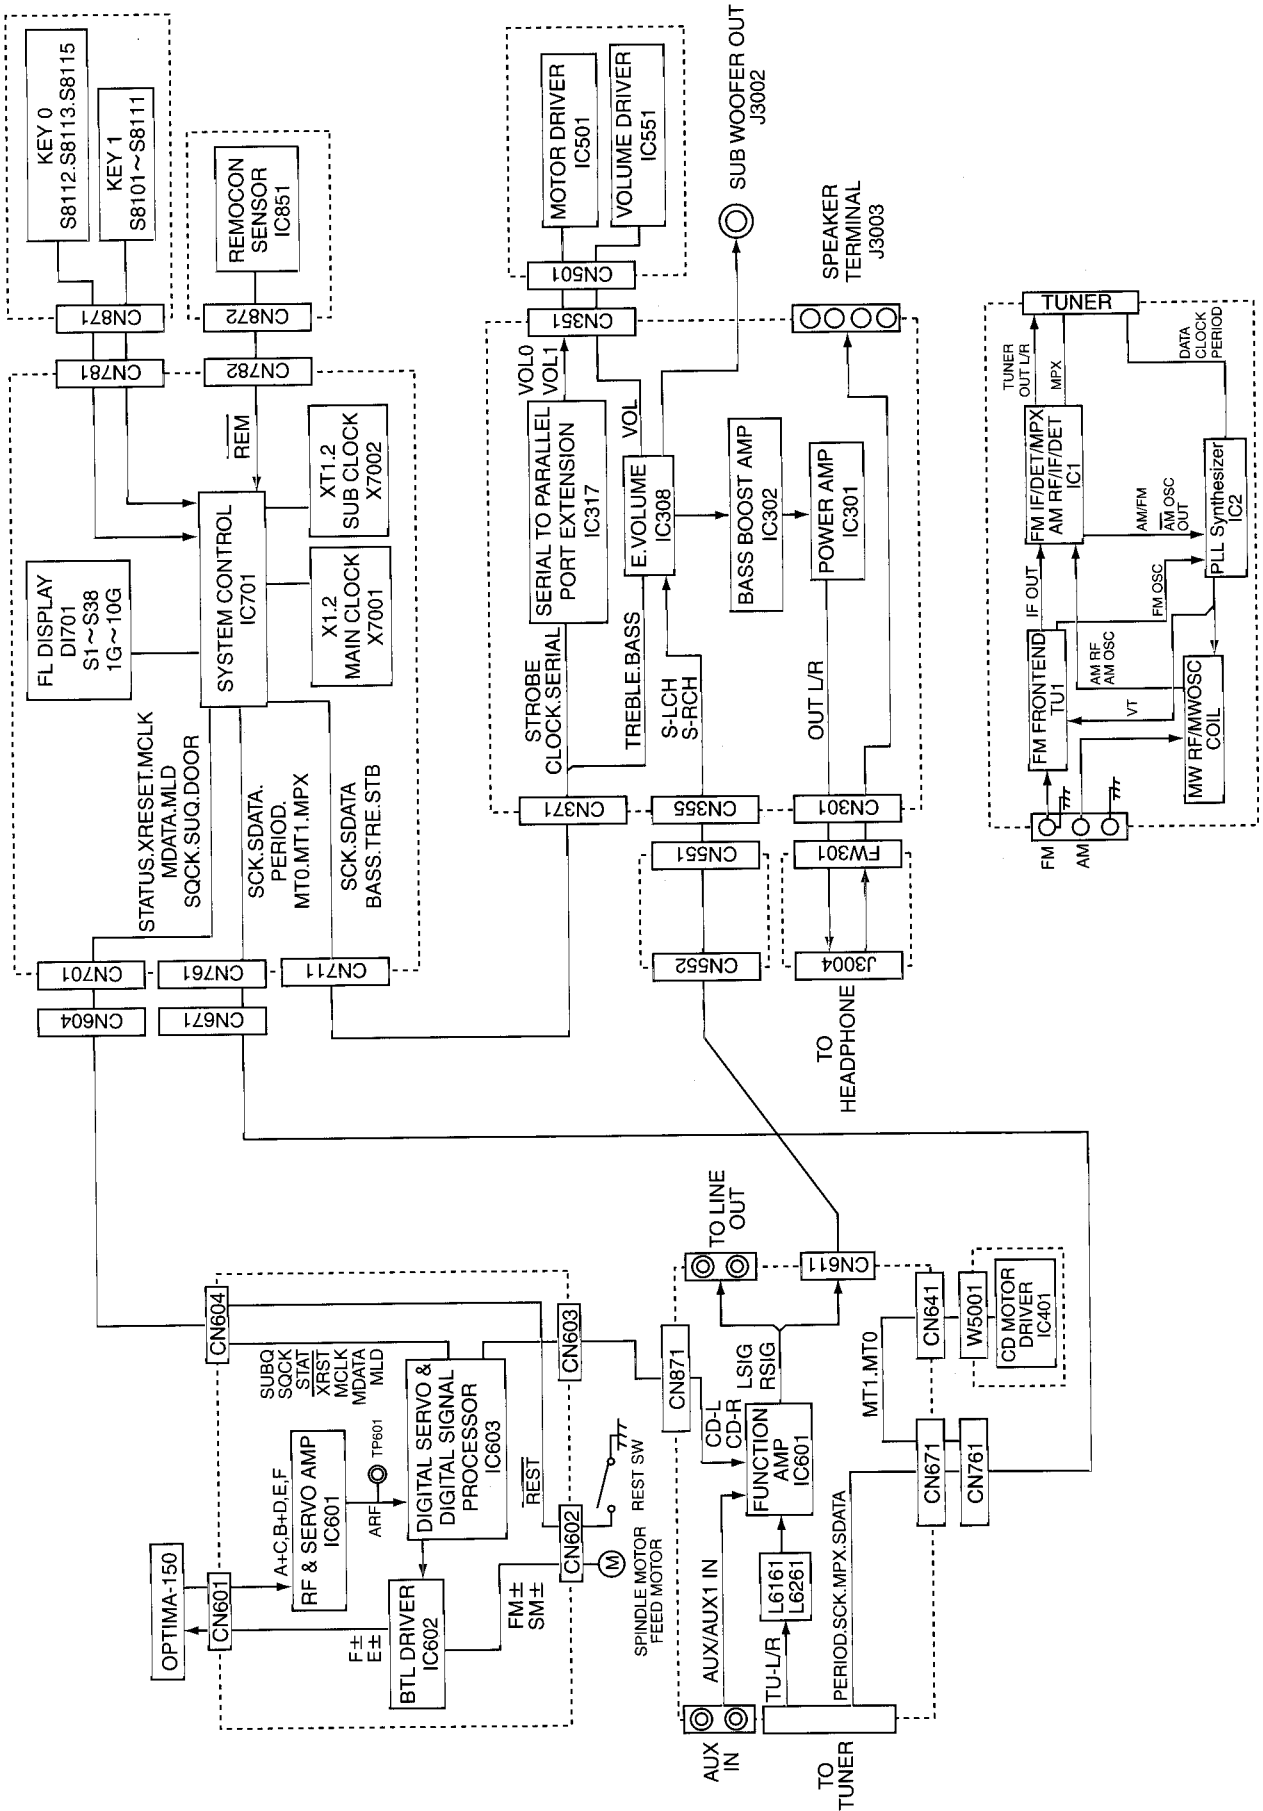 OPTIMA-150
CN601
A+C,B+D,E,F
RF & SERVO AMP
IC601
ARF
TP601
F±
E±
BTL DRIVER
IC602
DIGITAL SERVO &
DIGITAL SIGNAL
PROCESSOR
IC603
SUBQ
SQCK
STAT
XRST
MCLK
MDATA
MLD
CN604
FM±
SM±
REST
CN602
CN603
M
SPINDLE MOTOR
FEED MOTOR
REST SW
AUX
IN
AUX/AUX1 IN
TO
TUNER
TU-L/R
L6161
L6261
PERIOD.SCK.MPX.SDATA
CN871
CD-L
CD-R
FUNCTION
AMP
IC601
LSIG
RSIG
TO LINE
OUT
CN611
MT1.MT0
CN671
CN761
CN641
W5001
CD MOTOR
DRIVER
IC401
CN604
CN701
CN671
CN761
CN711
STATUS.XRESET.MCLK
MDATA.MLD
SQCK.SUQ.DOOR
SCK.SDATA.
PERIOD.
MT0.MT1.MPX
SCK.SDATA
BASS.TRE.STB
FL DISPLAY
DI701
S1~S38
1G~10G
SYSTEM CONTROL
IC701
X1.2
MAIN CLOCK
X7001
XT1.2
SUB CLOCK
X7002
REM
CN781
CN782
CN871
CN872
KEY 0
S8112.S8113.S8115
KEY 1
S8101~S8111
REMOCON
SENSOR
IC851
CN371
STROBE
CLOCK.SERIAL
SERIAL TO PARALLEL
PORT EXTENSION
IC317
VOL0
VOL1
CN351
CN501
MOTOR DRIVER
IC501
VOLUME DRIVER
IC551
TREBLE.BASS
VOL
E.VOLUME
IC308
CN552
CN551
CN355
S-LCH
S-RCH
BASS BOOST AMP
IC302
POWER AMP
IC301
SUB WOOFER OUT
J3002
SPEAKER
TERMINAL
J3003
TO
HEADPHONE
J3004
FW301
CN301
OUT L/R
FM
AM
FM FRONTEND
TU1
IF OUT
FM IF/DET/MPX
AM RF/IF/DET
IC1
TUNER
OUT L/R
MPX
TUNER
AM RF
AM OSC
FM OSC
AM/FM
AM OSC
OUT
VT
MW RF/MWOSC
COIL
PLL Synthesizer
IC2
DATA
CLOCK
PERIOD